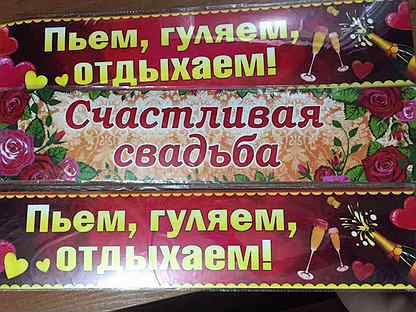 Пьем, гуляем,
отдыхаем!
Счастливая
свадьба
Пьем, гуляем,
отдыхаем!